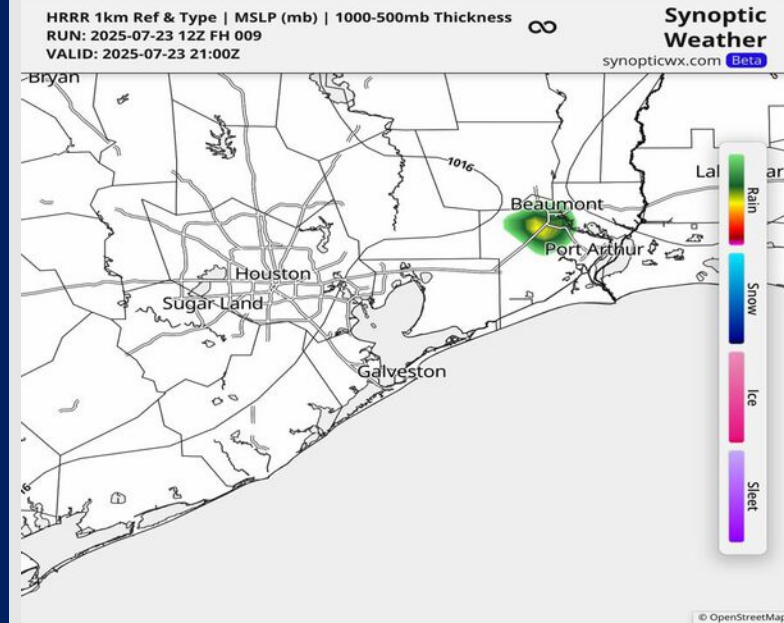 HRRR 1km Ref & Type | MSLP (mb) | 1000-500mb Thickness
RUN: 2025-07-23 12Z FH 009
VALID: 2025-07-23 21:00Z
Synoptic
Weather
synopticwx.com Beta
Bryan
1016
Beaumont
Port Arthur
Houston
Sugar Land
Galveston
Rain
Snow
Ice
Sleet
© OpenStreetMap